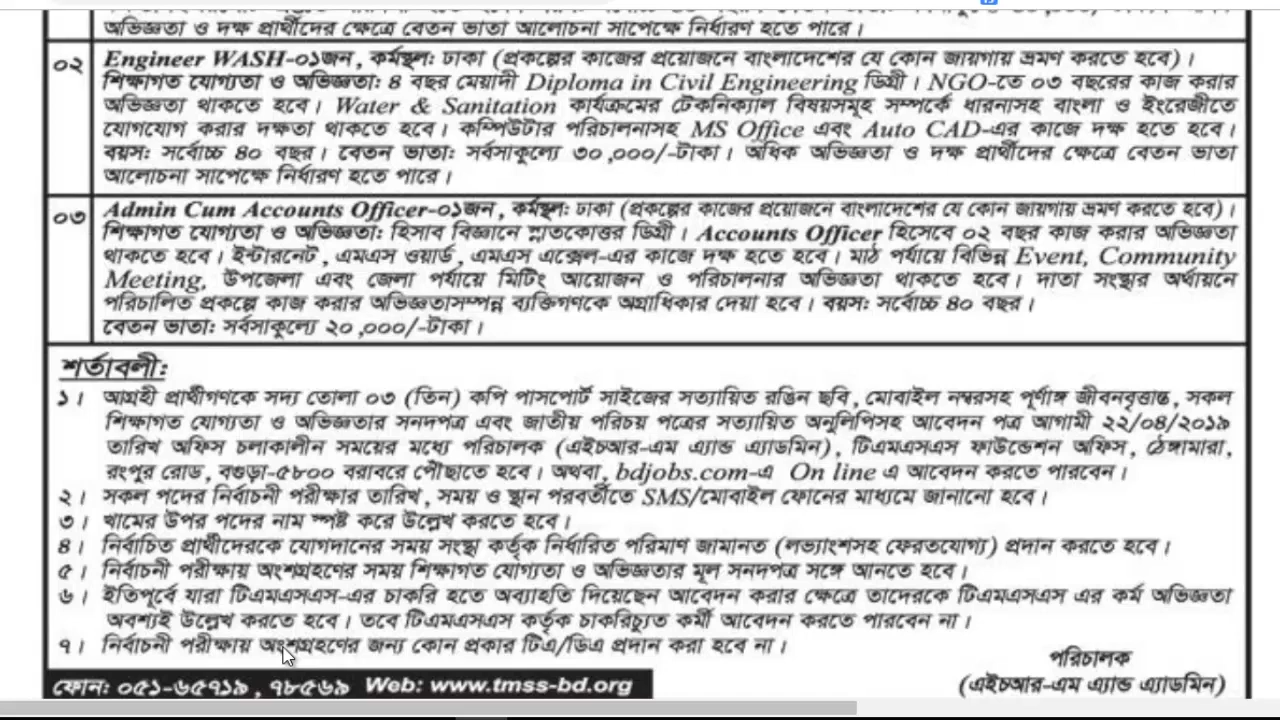 অভিজ্ঞতা ও দক্ষ প্রার্থীদের ক্ষেত্রে বেতন ভাতা আলোচনা সাপেক্ষে নির্ধারণ হতে পারে।
০২ Engineer WASH-০১জন, কর্মস্থল: ঢাকা (প্রকল্পের কাজের প্রয়োজনে বাংলাদেশের যে কোন জায়গায় ভ্রমণ করতে হবে)।
শিক্ষাগত যোগ্যতা ও অভিজ্ঞতা: ৪ বছর মেয়াদী Diploma in Civil Engineering ডিগ্রী। NGO-তে ০৩ বছরের কাজ করার
অভিজ্ঞতা থাকতে হবে। Water & Sanitation কার্যক্রমের টেকনিক্যাল বিষয়সমূহ সম্পর্কে ধারনাসহ বাংলা ও ইংরেজীতে
যোগযোগ করার দক্ষতা থাকতে হবে। কম্পিউটার পরিচালনাসহ MS Office এবং Auto CAD-এর কাজে দক্ষ হতে হবে।
বয়স: সর্বোচ্চ ৪০ বছর। বেতন ভাতা: সর্বসাকুল্যে ৩০,০০০/-টাকা। অধিক অভিজ্ঞতা ও দক্ষ প্রার্থীদের ক্ষেত্রে বেতন ভাতা
আলোচনা সাপেক্ষে নির্ধারণ হতে পারে।
০৩ Admin Cum Accounts Officer-০১জন, কর্মস্থল: ঢাকা (প্রকল্পের কাজের প্রয়োজনে বাংলাদেশের যে কোন জায়গায় ভ্রমণ করতে হবে)।
শিক্ষাগত যোগ্যতা ও অভিজ্ঞতা: হিসাব বিজ্ঞানে স্নাতকোত্তর ডিগ্রী। Accounts Officer হিসেবে ০২ বছর কাজ করার অভিজ্ঞতা
থাকতে হবে। ইন্টারনেট, এমএস ওয়ার্ড, এমএস এক্সেল-এর কাজে দক্ষ হতে হবে। মাঠ পর্যায়ে বিভিন্ন Event, Community
Meeting, উপজেলা এবং জেলা পর্যায়ে মিটিং আয়োজন ও পরিচালনার অভিজ্ঞতা থাকতে হবে। দাতা সংস্থার অর্থায়নে
পরিচালিত প্রকল্পে কাজ করার অভিজ্ঞতাসম্পন্ন ব্যক্তিগণকে অগ্রাধিকার দেয়া হবে। বয়স: সর্বোচ্চ ৪০ বছর।
বেতন ভাতা: সর্বসাকুল্যে ২০,০০০/-টাকা।
শর্তাবলী:
১। আগ্রহী প্রার্থীগণকে সদ্য তোলা ০৩ (তিন) কপি পাসপোর্ট সাইজের সত্যায়িত রঙিন ছবি, মোবাইল নম্বরসহ পূর্ণাঙ্গ জীবনবৃত্তান্ত, সকল
শিক্ষাগত যোগ্যতা ও অভিজ্ঞতার সনদপত্র এবং জাতীয় পরিচয় পত্রের সত্যায়িত অনুলিপিসহ আবেদন পত্র আগামী ২২/০৪/২০১৯
তারিখ অফিস চলাকালীন সময়ের মধ্যে পরিচালক (এইচআর-এম এ্যান্ড এ্যাডমিন), টিএমএসএস ফাউন্ডেশন অফিস, ঠেঙ্গামারা,
রংপুর রোড, বগুড়া-৫৮০০ বরাবরে পৌছাতে হবে। অথবা, bdjobs.com-এ On line এ আবেদন করতে পারবেন।
২। সকল পদের নির্বাচনী পরীক্ষার তারিখ, সময় ও স্থান পরবর্তীতে SMS/মোবাইল ফোনের মাধ্যমে জানানো হবে।
৩। খামের উপর পদের নাম স্পষ্ট করে উল্লেখ করতে হবে।
৪। নির্বাচিত প্রার্থীদেরকে যোগদানের সময় সংস্থা কর্তৃক নির্ধারিত পরিমাণ জামানত (লভ্যাংশসহ ফেরতযোগ্য) প্রদান করতে হবে।
৫। নির্বাচনী পরীক্ষায় অংশগ্রহণের সময় শিক্ষাগত যোগ্যতা ও অভিজ্ঞতার মূল সনদপত্র সঙ্গে আনতে হবে।
৬। ইতিপূর্বে যারা টিএমএসএস-এর চাকরি হতে অব্যাহতি দিয়েছেন আবেদন করার ক্ষেত্রে তাদেরকে টিএমএসএস এর কর্ম অভিজ্ঞতা
অবশ্যই উল্লেখ করতে হবে। তবে টিএমএসএস কর্তৃক চাকরিচ্যুত কর্মী আবেদন করতে পারবেন না।
৭। নির্বাচনী পরীক্ষায় অংশগ্রহণের জন্য কোন প্রকার টিএ/ডিএ প্রদান করা হবে না।
পরিচালক
(এইচআর-এম এ্যান্ড এ্যাডমিন)
ফোন: ০৫১-৬৫৭১৯, ৭৮৫৬৯ Web: www.tmss-bd.org